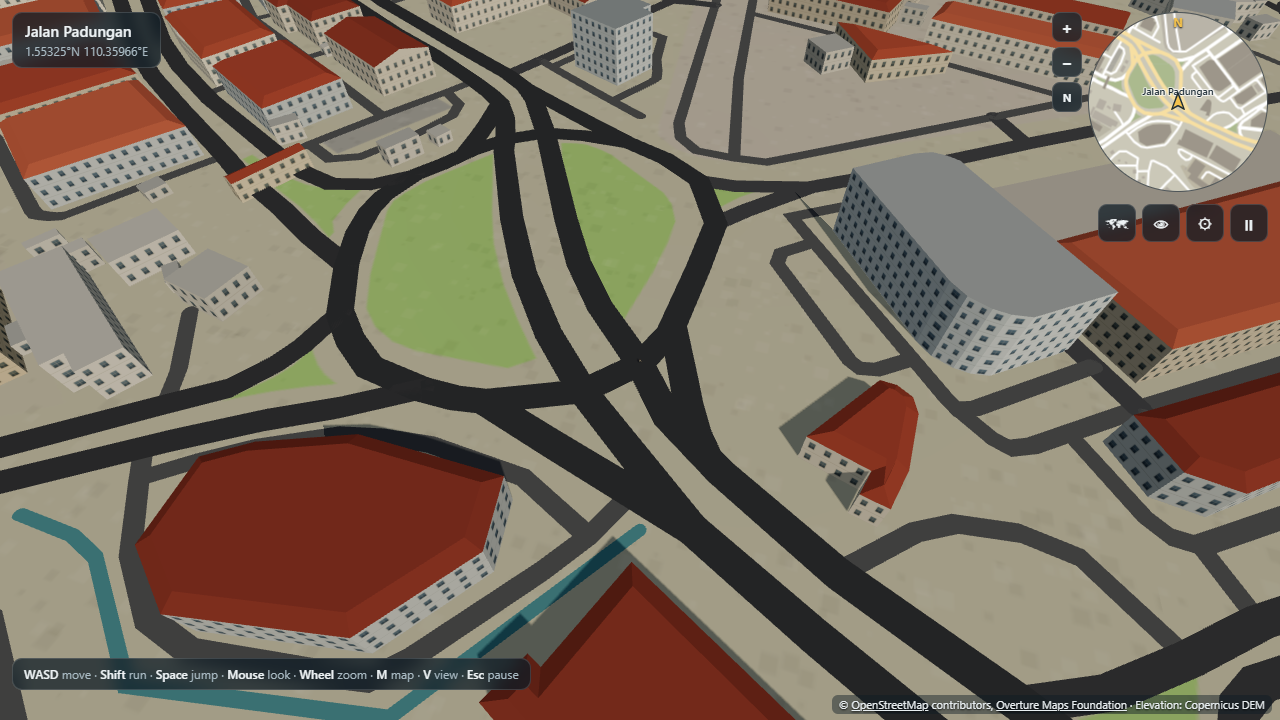 Jalan Padungan
1.55325°N 110.35966°E
+
−
N
N
Jalan Padungan
WASD move · Shift run · Space jump · Mouse look · Wheel zoom · M map · V view · Esc pause
© OpenStreetMap contributors, Overture Maps Foundation · Elevation: Copernicus DEM